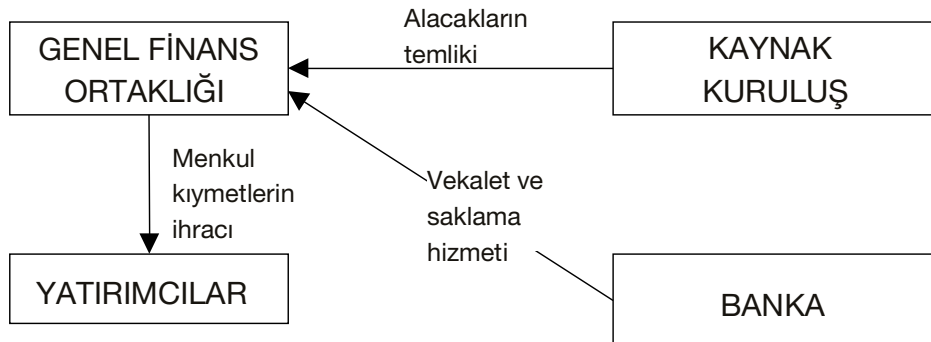 Alacakların
temliki
GENEL FİNANS
ORTAKLIĞI
KAYNAK
KURULUŞ
Menkul
kıymetlerin
ihracı
Vekalet ve
saklama
hizmeti
YATIRIMCILAR
BANKA